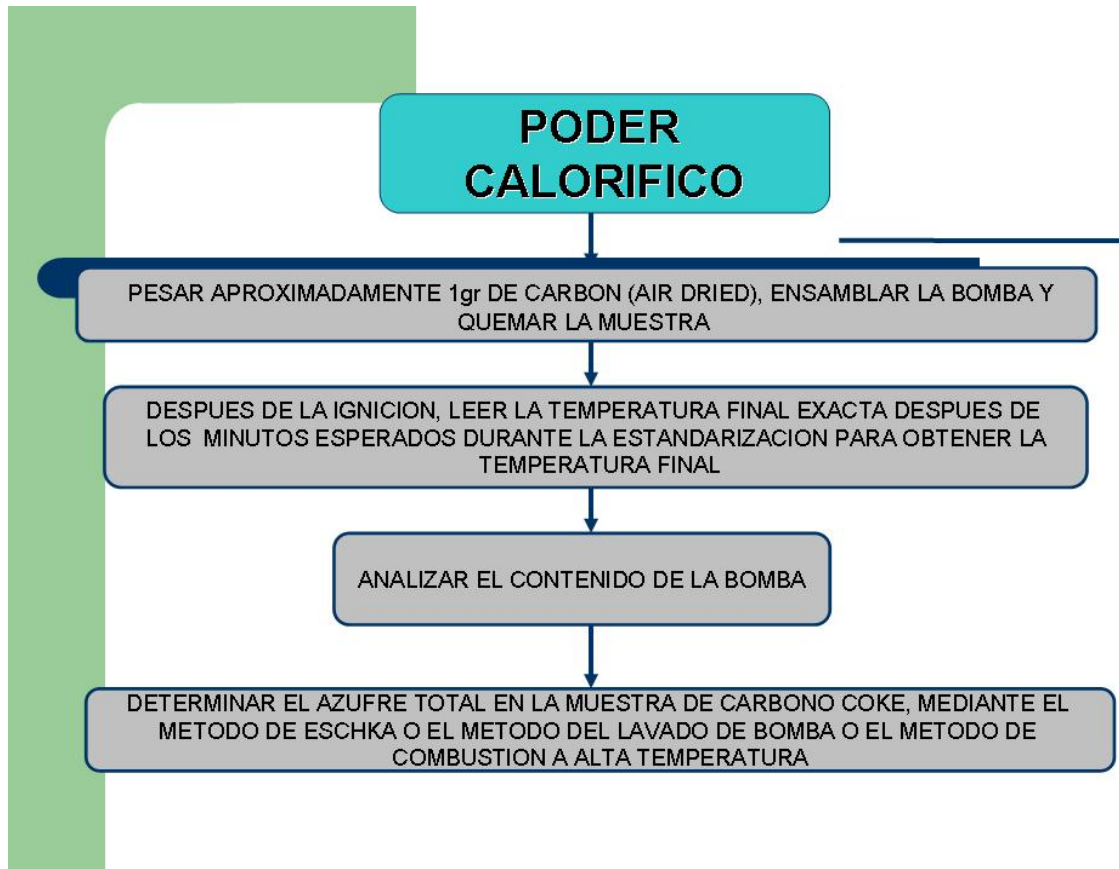 PODER
CALORIFICO
PESAR APROXIMADAMENTE 1gr DE CARBON (AIR DRIED), ENSAMBLAR LA BOMBA Y
QUEMAR LA MUESTRA
DESPUES DE LA IGNICION, LEER LA TEMPERATURA FINAL EXACTA DESPUES DE
LOS MINUTOS ESPERADOS DURANTE LA ESTANDARIZACION PARA OBTENER LA
TEMPERATURA FINAL
ANALIZAR EL CONTENIDO DE LA BOMBA
DETERMINAR EL AZUFRE TOTAL EN LA MUESTRA DE CARBONO COKE, MEDIANTE EL
METODO DE ESCHKA O EL METODO DEL LAVADO DE BOMBA O EL METODO DE
COMBUSTION A ALTA TEMPERATURA